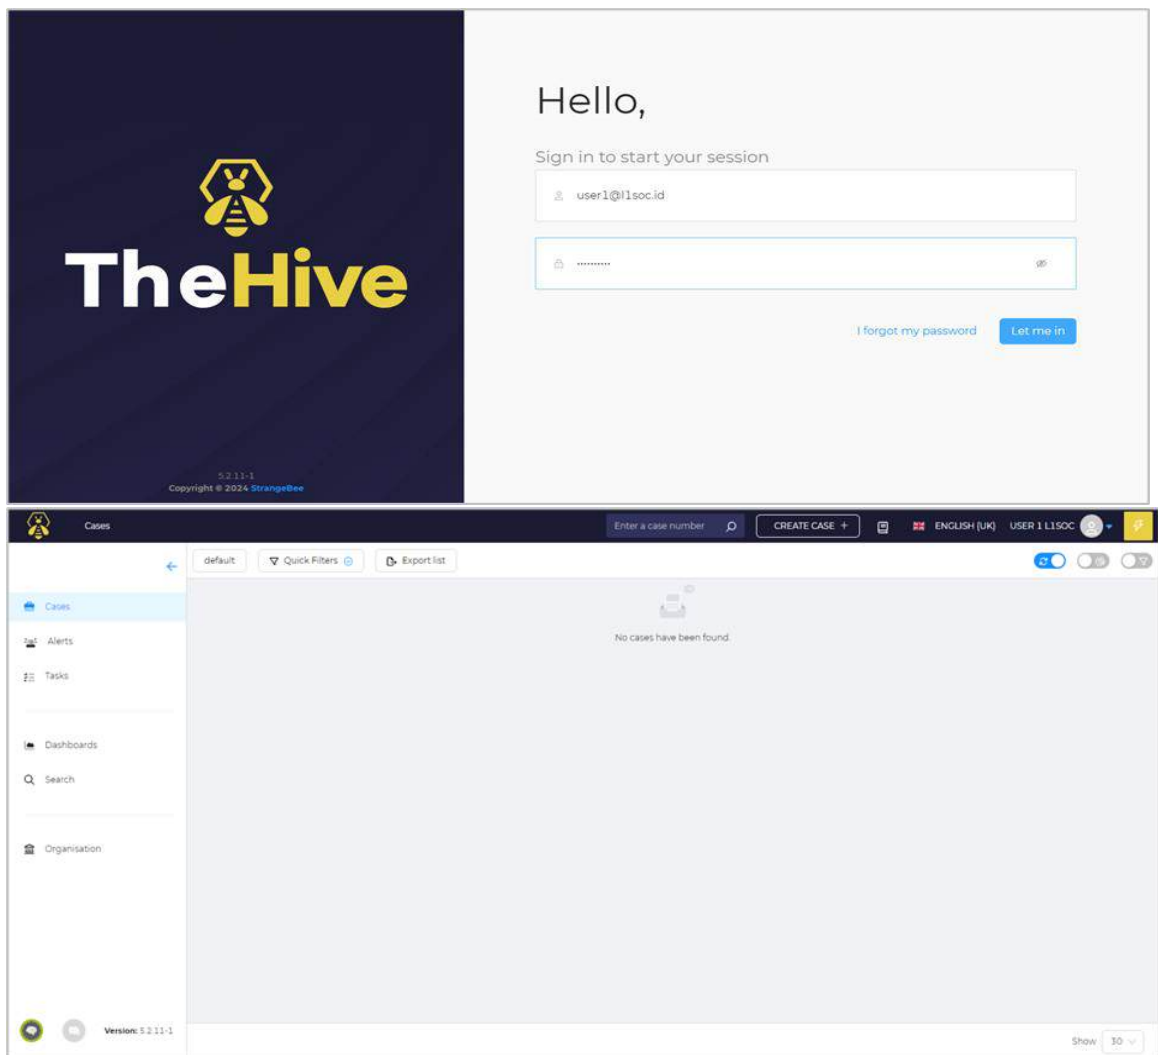 Hello,
Sign in to start your session
user1@l1soc.id
TheHive
I forgot my password
Let me in
5.2.11-1
Copyright © 2024 StrangeBee
Cases
Enter a case number
CREATE CASE +
ENGLISH (UK)
USER 1 L1SOC
default
Quick Filters
Export list
Cases
Alerts
Tasks
Dashboards
Search
Organisation
No cases have been found.
Version: 5.2.11-1
Show 30